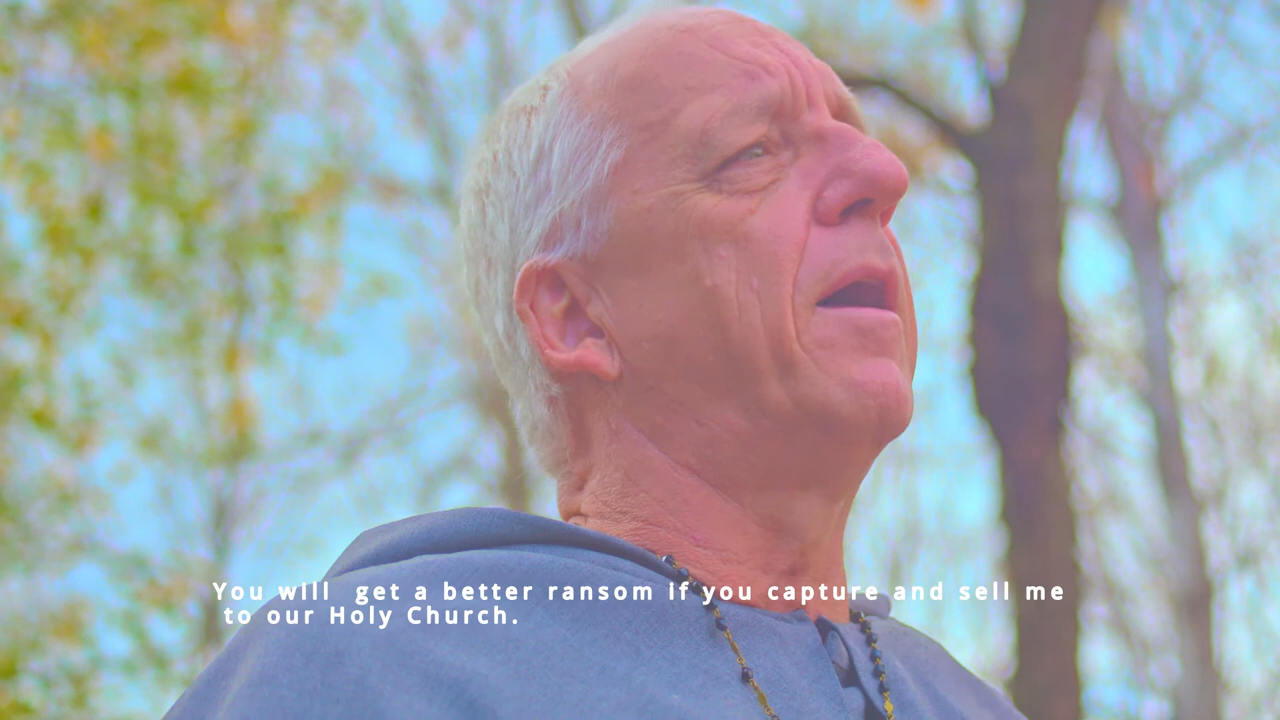 You will  get a better ransom if you capture and sell me
to our Holy Church.